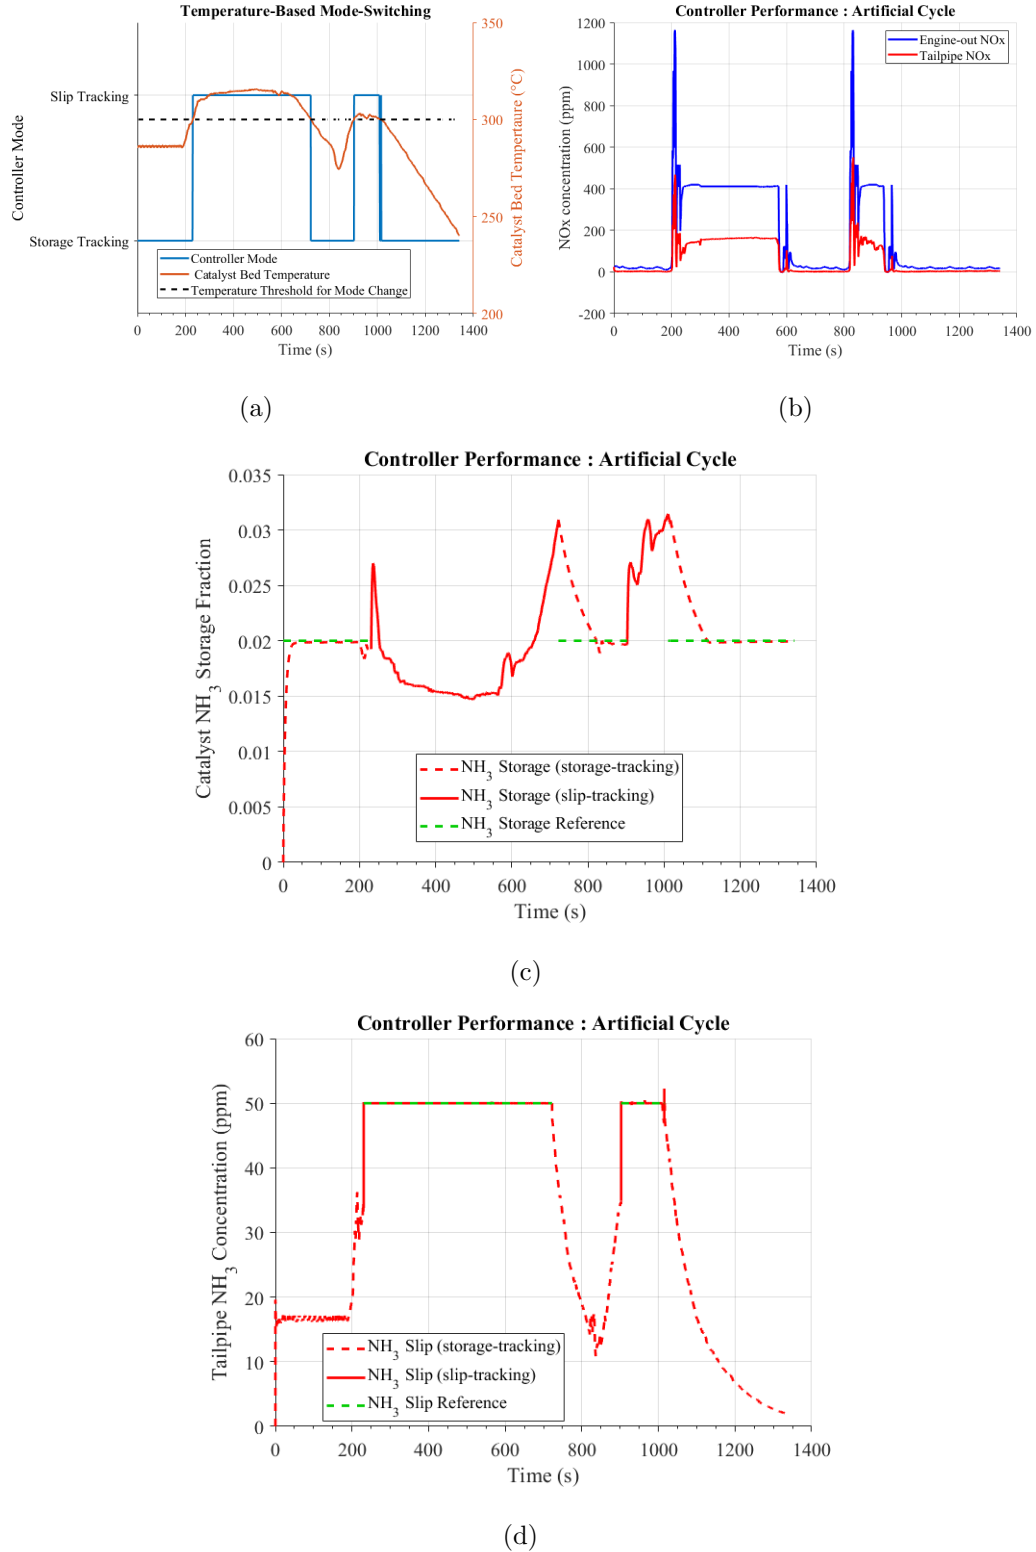 Temperature-Based Mode-Switching
Controller Mode
Slip Tracking
Storage Tracking
350
300
250
200
Catalyst Bed Tempertaure (°C)
Controller Mode
Catalyst Bed Temperature
Temperature Threshold for Mode Change
0 200 400 600 800 1000 1200 1400
Time (s)
(a)
Controller Performance : Artificial Cycle
NOx concentration (ppm)
1200
1000
800
600
400
200
0
-200
Engine-out NOx
Tailpipe NOx
0 200 400 600 800 1000 1200 1400
Time (s)
(b)
Controller Performance : Artificial Cycle
Catalyst NH3 Storage Fraction
0.035
0.03
0.025
0.02
0.015
0.01
0.005
0
NH3 Storage (storage-tracking)
NH3 Storage (slip-tracking)
NH3 Storage Reference
0 200 400 600 800 1000 1200 1400
Time (s)
(c)
Controller Performance : Artificial Cycle
Tailpipe NH3 Concentration (ppm)
60
50
40
30
20
10
0
NH3 Slip (storage-tracking)
NH3 Slip (slip-tracking)
NH3 Slip Reference
0 200 400 600 800 1000 1200 1400
Time (s)
(d)